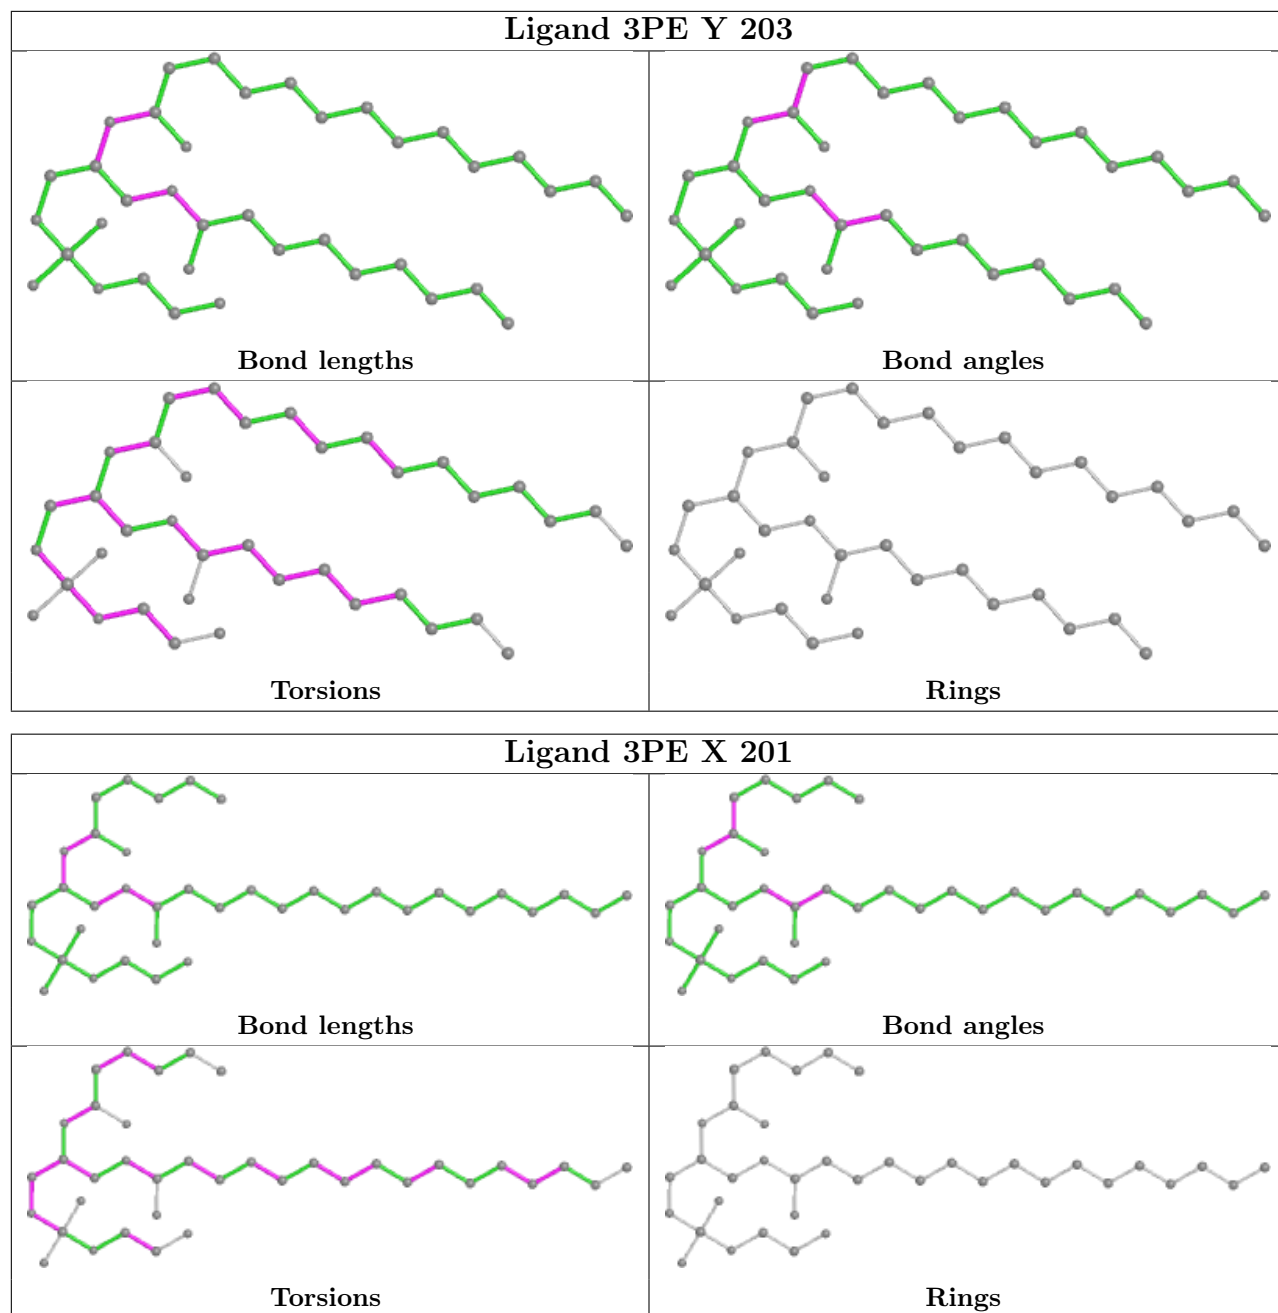 Ligand 3PE Y 203
Bond lengths
Bond angles
Torsions
Rings
Ligand 3PE X 201
Bond lengths
Bond angles
Torsions
Rings